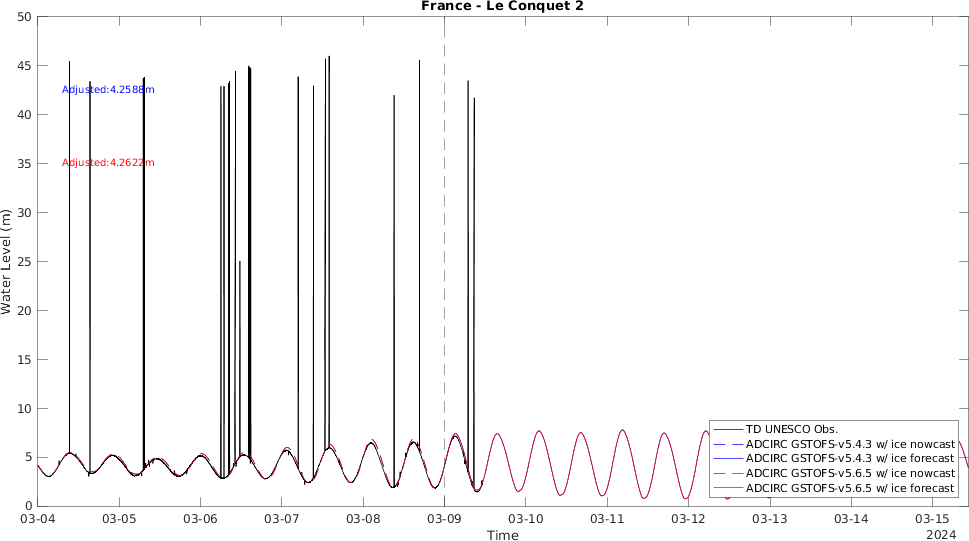 France - Le Conquet 2
50
45
40
35
30
25
20
15
10
5
0
Water Level (m)
Adjusted:4.2588m
Adjusted:4.2622m
TD UNESCO Obs.
ADCIRC GSTOFS-v5.4.3 w/ ice nowcast
ADCIRC GSTOFS-v5.4.3 w/ ice forecast
ADCIRC GSTOFS-v5.6.5 w/ ice nowcast
ADCIRC GSTOFS-v5.6.5 w/ ice forecast
03-04 03-05 03-06 03-07 03-08 03-09 03-10 03-11 03-12 03-13 03-14 03-15
Time
2024